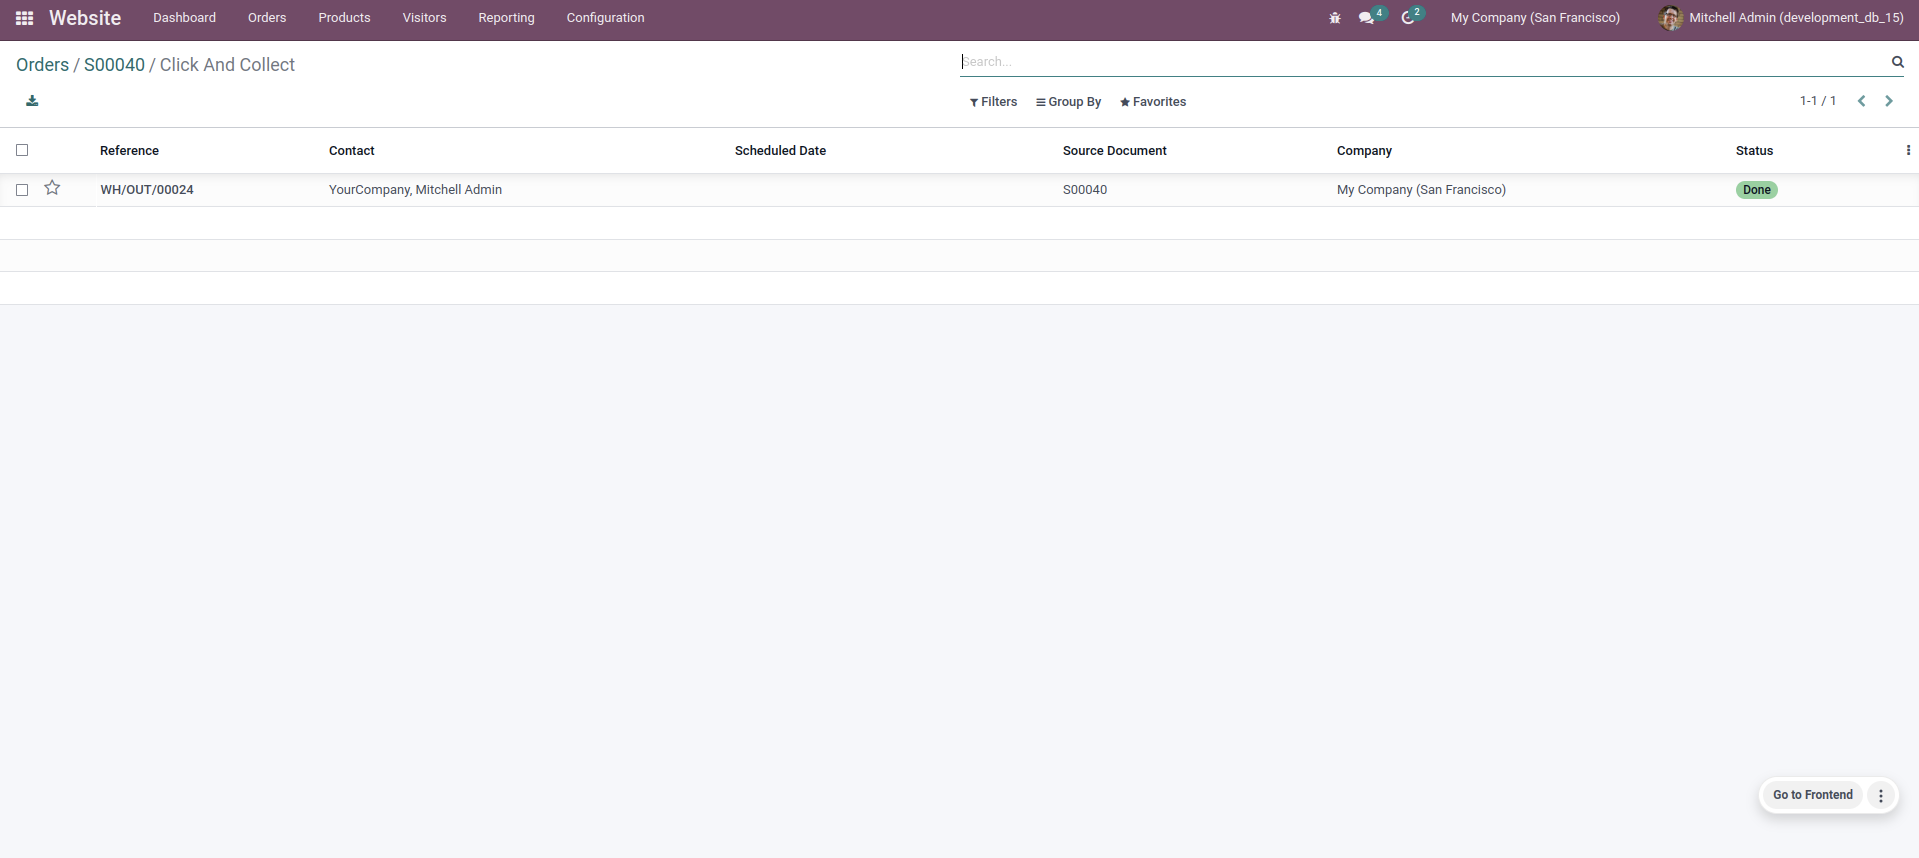 Website Dashboard Orders Products Visitors Reporting Configuration 4 2 My Company (San Francisco) Mitchell Admin (development_db_15)
Orders / S00040 / Click And Collect
Search...
Filters Group By Favorites 1-1 / 1
Reference Contact Scheduled Date Source Document Company Status
WH/OUT/00024 YourCompany, Mitchell Admin S00040 My Company (San Francisco) Done
Go to Frontend